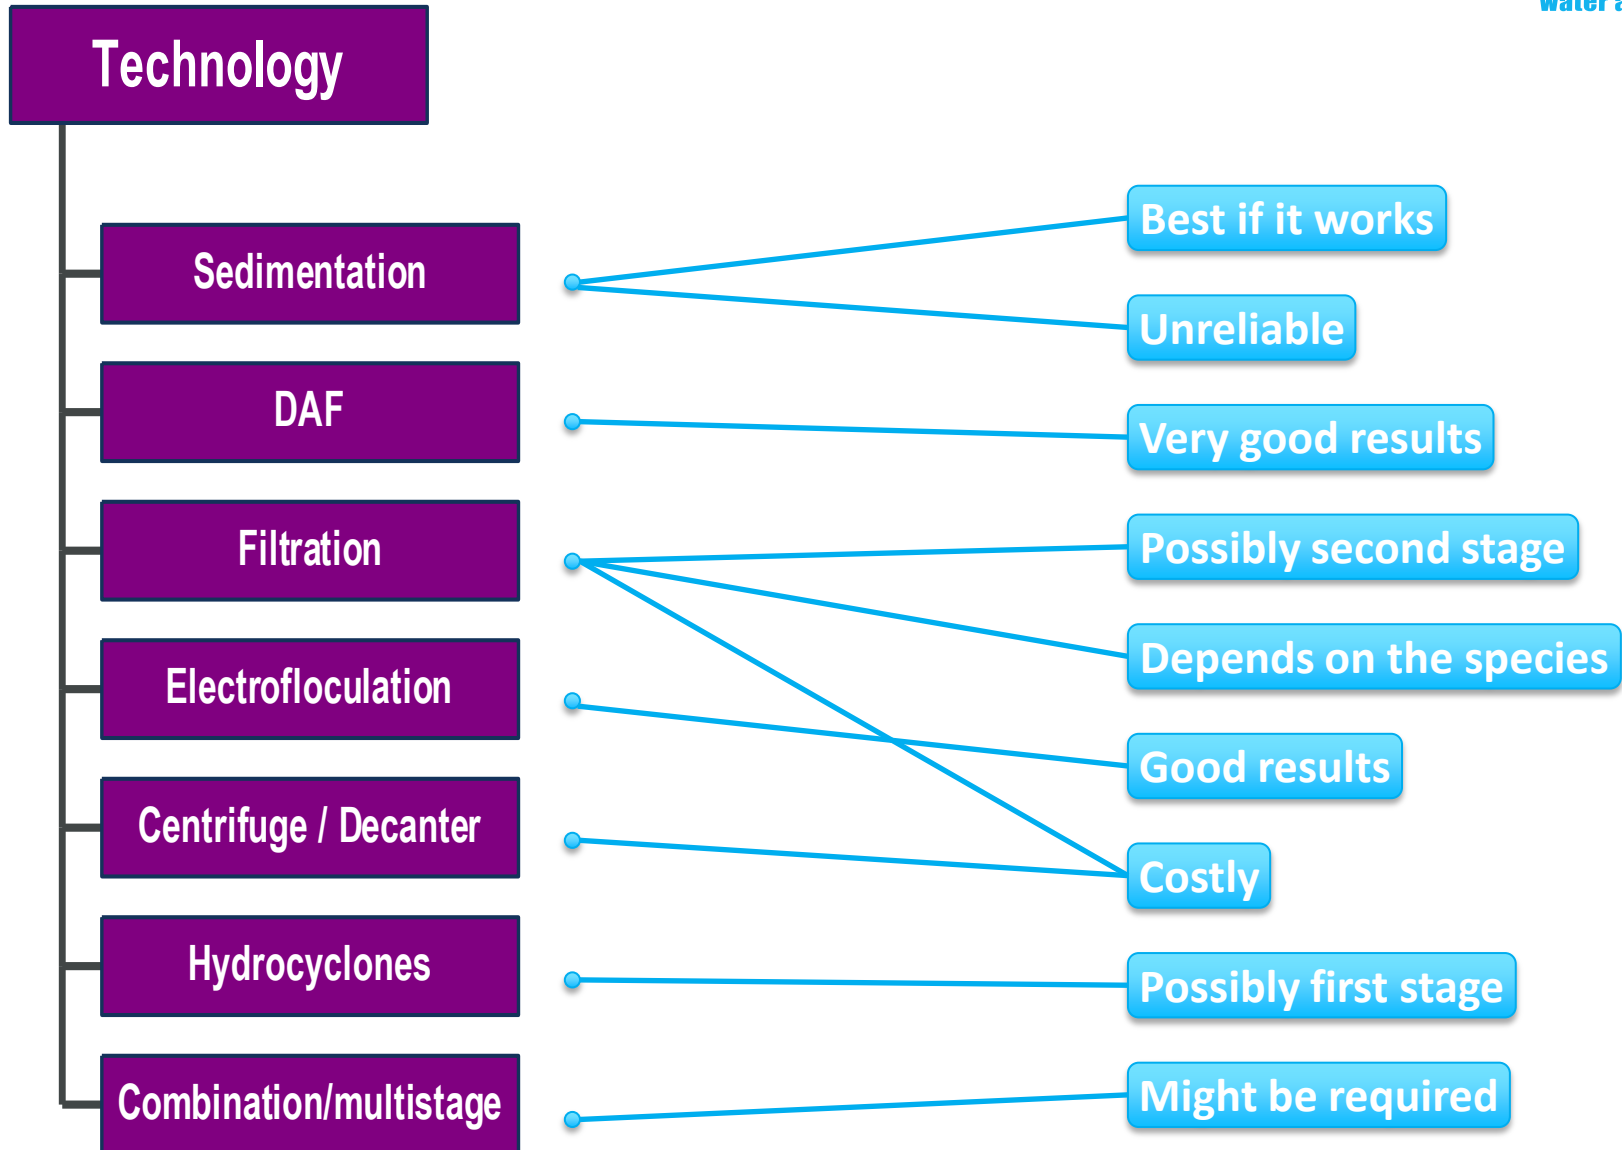 water a
Technology
Sedimentation
DAF
Filtration
Electrofloculation
Centrifuge / Decanter
Hydrocyclones
Combination/multistage
Best if it works
Unreliable
Very good results
Possibly second stage
Depends on the species
Good results
Costly
Possibly first stage
Might be required